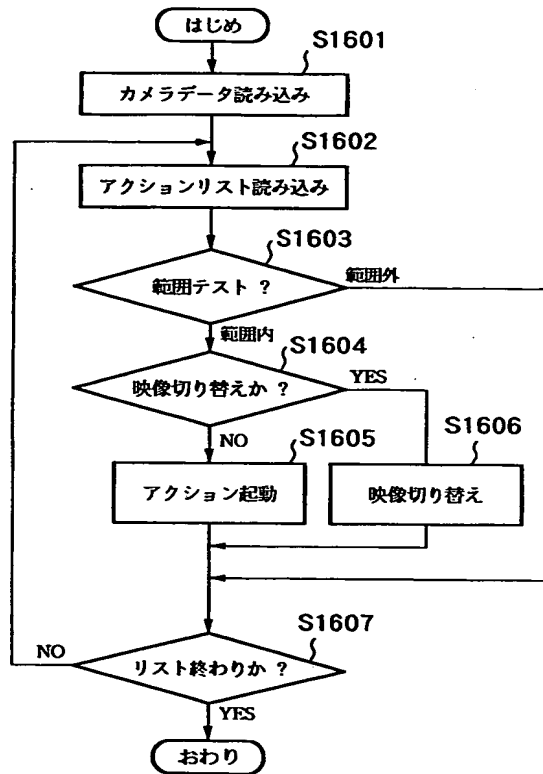 はじめ
S1601
カメラデータ読み込み
S1602
アクションリスト読み込み
S1603
範囲テスト ?
範囲外
範囲内
S1604
映像切り替えか ?
YES
NO
S1605
S1606
アクション起動
映像切り替え
S1607
NO
リスト終わりか ?
YES
おわり